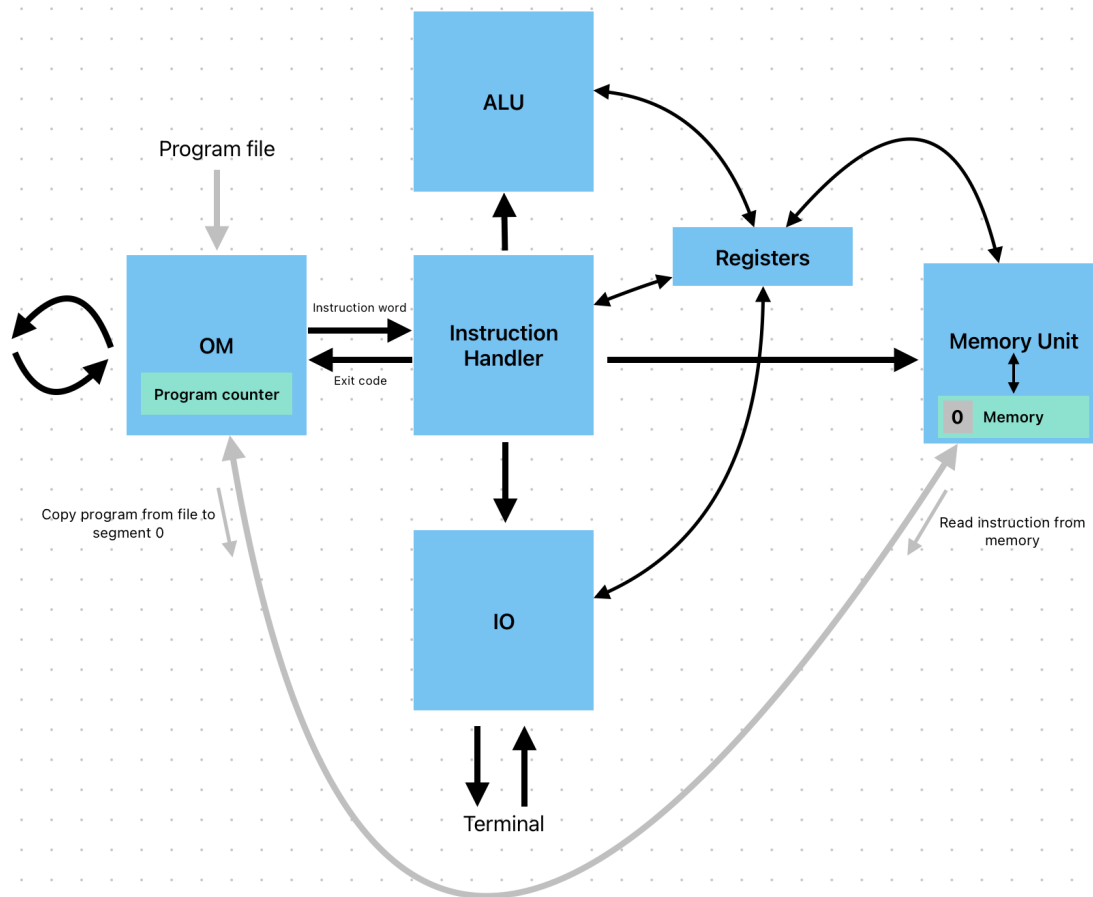 ALU
Program file
Registers
Instruction word
OM
Instruction
Handler
Memory Unit
Exit code
Program counter
0
Memory
Copy program from file to
segment 0
Read instruction from
memory
IO
Terminal